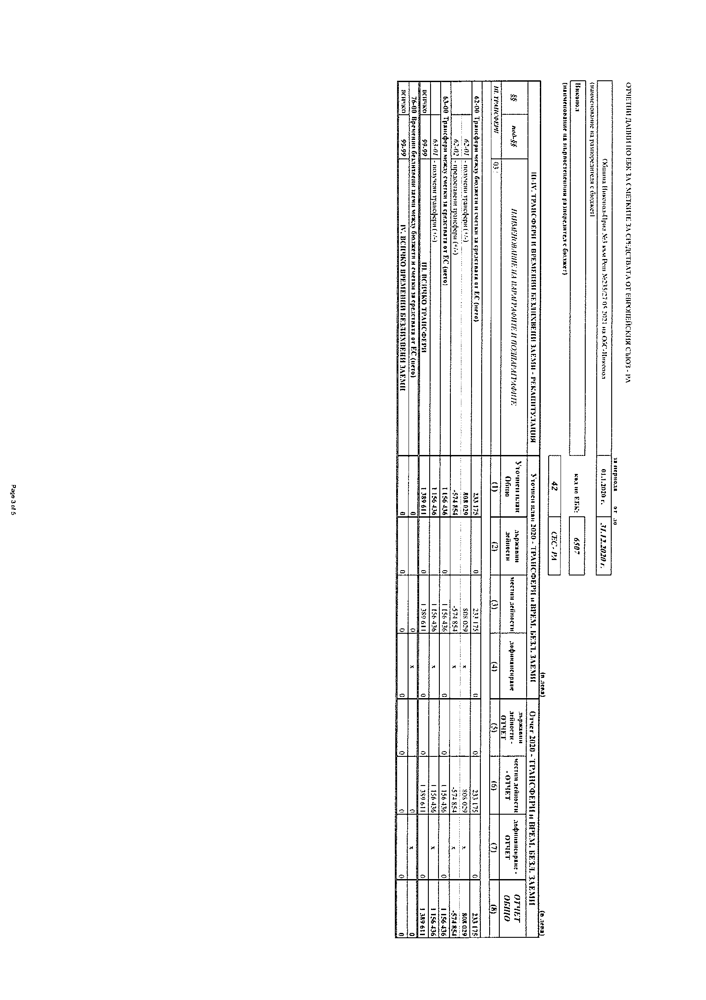 ОТЧЕТНИ ДАННИ ПО ЕБК ЗА СМЕТКИТЕ ЗА СРЕДСТВАТА ОТ ЕВРОПЕЙСКИЯ СЪЮЗ - РА
за периода от до
Община Никопол-Прил №3 към Реш №235/27 05 2021 на ОбС-Никопол 01.1.2020 г. 31.12.2020 г.
(наименование на разпоредителя с бюджет)
Никопол код по ЕБК: 6507
(наименование на първостепенния разпоредител с бюджет)
42 СЕС - РА
(в лева) (в лева)
III-IV. ТРАНСФЕРИ И ВРЕМЕННИ БЕЗЛИХВЕНИ ЗАЕМИ - РЕКАПИТУЛАЦИЯ Уточнен план 2020 - ТРАНСФЕРИ и ВРЕМ. БЕЗЛ. ЗАЕМИ Отчет 2020 - ТРАНСФЕРИ и ВРЕМ. БЕЗЛ. ЗАЕМИ
§§ под-§§ НАИМЕНОВАНИЕ НА ПАРАГРАФИТЕ И ПОДПАРАГРАФИТЕ Уточнен план Общо държавни дейности местни дейности дофинансиране държавни дейности - ОТЧЕТ местни дейности - ОТЧЕТ дофинансиране - ОТЧЕТ ОТЧЕТ ОБЩО
III. ТРАНСФЕРИ 03 (1) (2) (3) (4) (5) (6) (7) (8)
62-00 Трансфери между бюджети и сметки за средствата от ЕС (нето) 233 175 0 233 175 0 0 233 175 0 233 175
62-01 - получени трансфери (+/-) 808 029 808 029 x 808 029 x 808 029
62-02 - предоставени трансфери (+/-) -574 854 -574 854 x -574 854 x -574 854
63-00 Трансфери между сметки за средствата от ЕС (нето) 1 156 436 0 1 156 436 0 0 1 156 436 0 1 156 436
63-01 - получени трансфери (+/-) 1 156 436 1 156 436 x 1 156 436 x 1 156 436
ВСИЧКО 99-99 III. ВСИЧКО ТРАНСФЕРИ 1 389 611 0 1 389 611 0 0 1 389 611 0 1 389 611
76-00 Временни безлихвени заеми между бюджети и сметки за средствата от ЕС (нето) 0 0 x 0 x 0
ВСИЧКО 99-99 IV. ВСИЧКО ВРЕМЕННИ БЕЗЛИХВЕНИ ЗАЕМИ 0 0 0 0 0 0 0 0
Page 3 of 5